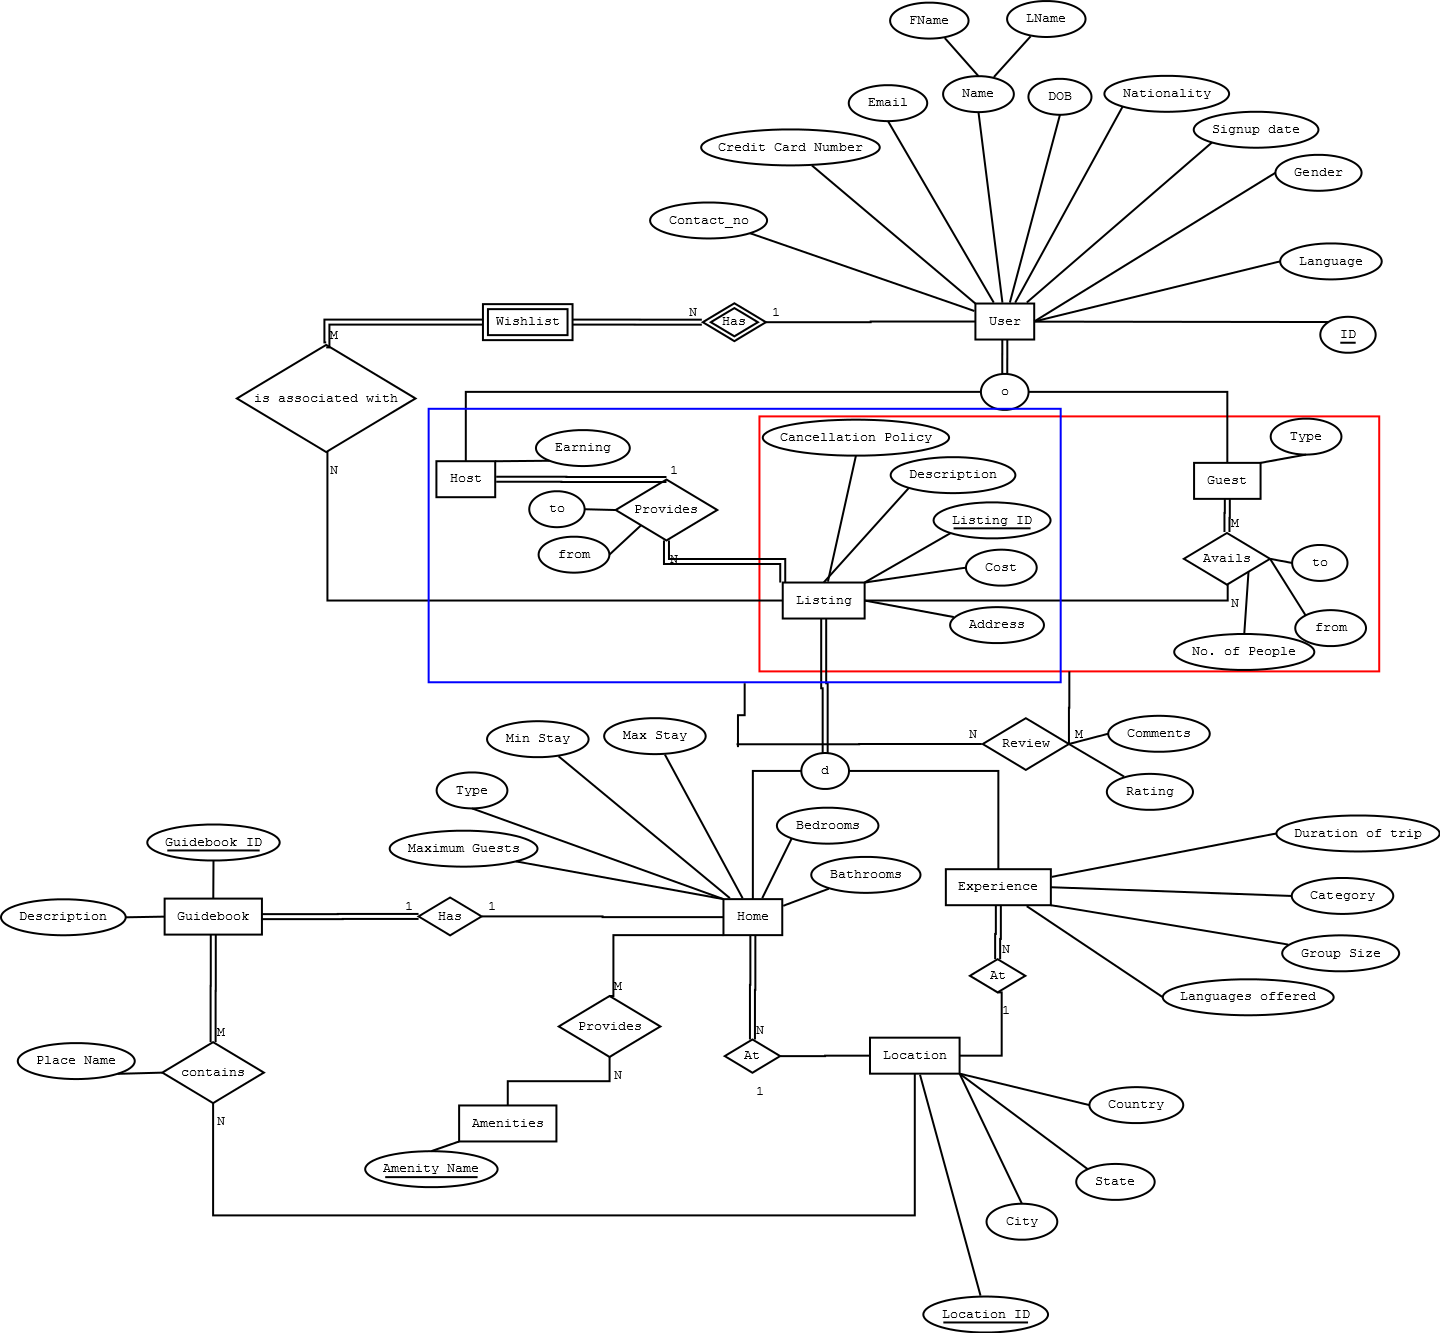 FName
LName
Email
Name
DOB
Nationality
Signup date
Credit Card Number
Gender
Contact_no
Language
Wishlist
N
Has
1
User
ID
M
is associated with
o
Cancellation Policy
Type
Earning
Host
1
Description
Guest
N
to
Provides
Listing ID
M
from
N
Avails
to
Cost
Listing
N
Address
from
No. of People
Min Stay
Max Stay
N
Review
M
Comments
d
Type
Rating
Bedrooms
Guidebook ID
Maximum Guests
Duration of trip
Bathrooms
Experience
Category
Description
Guidebook
1
Has
1
Home
N
Group Size
At
M
Languages offered
1
M
Provides
N
Place Name
contains
At
Location
N
1
Country
N
Amenities
Amenity Name
State
City
Location ID